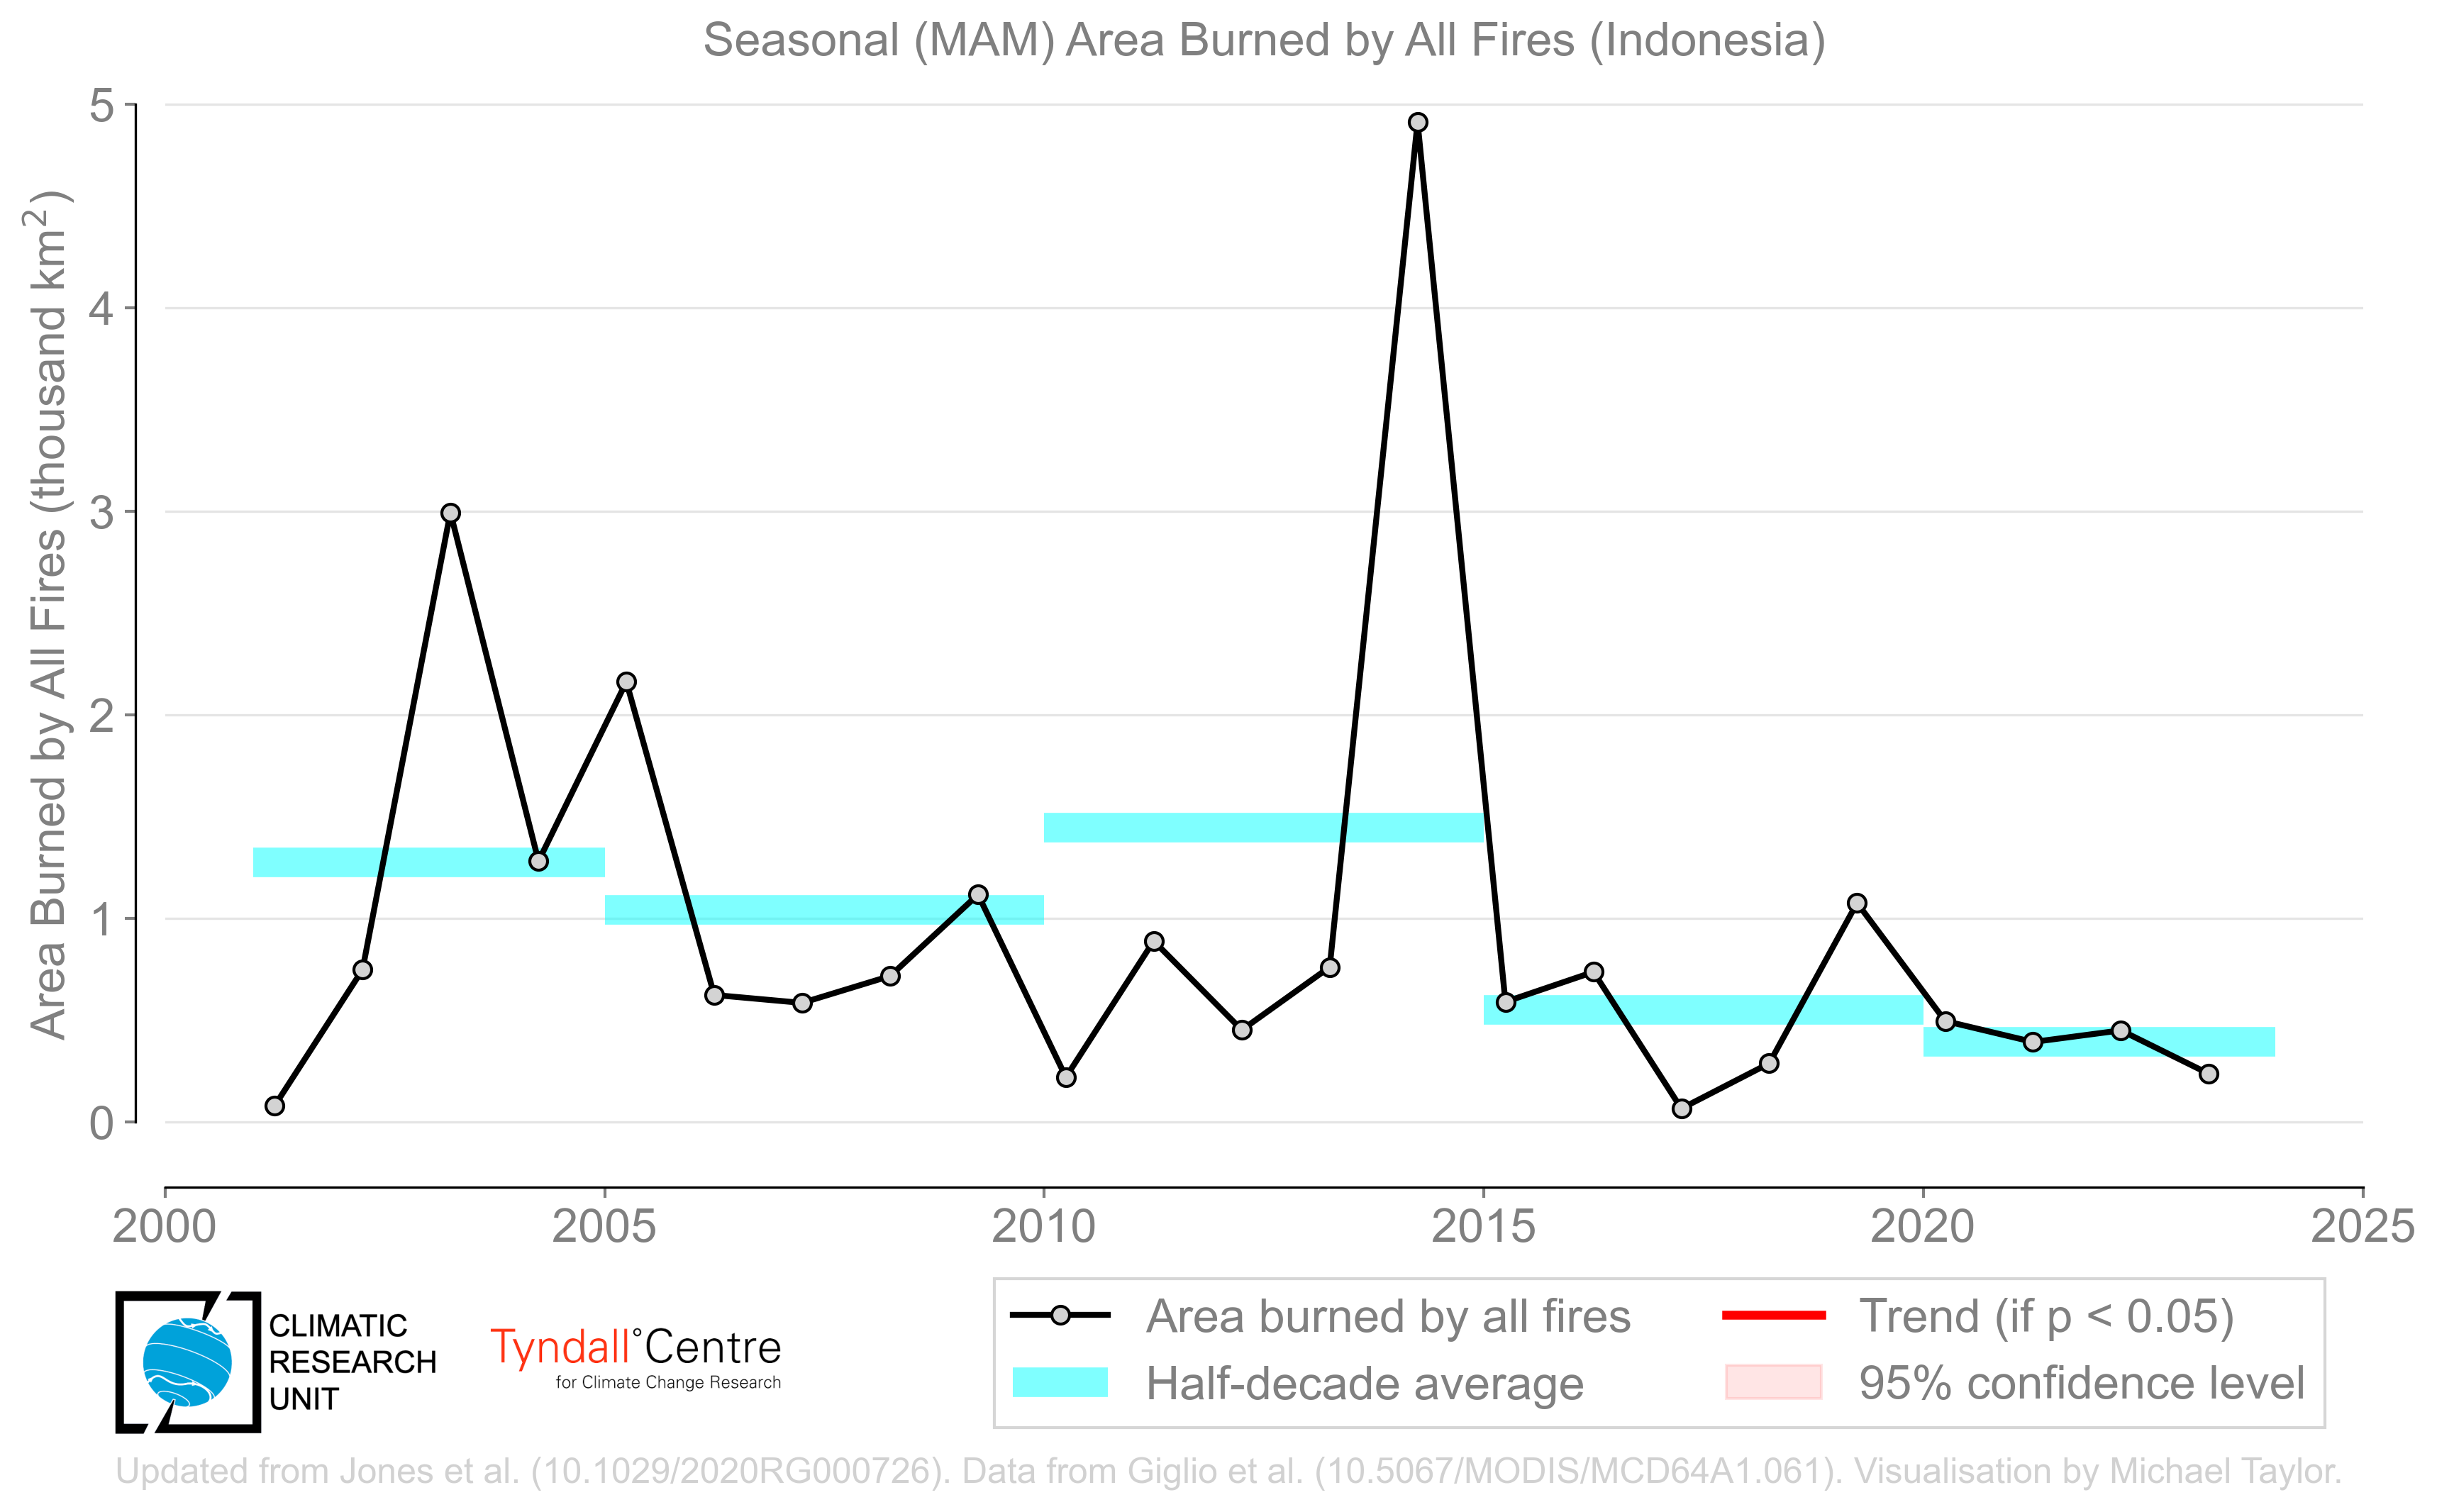 Seasonal (MAM) Area Burned by All Fires (Indonesia)
Area Burned by All Fires (thousand km²)
5
4
3
2
1
0
2000 2005 2010 2015 2020 2025
CLIMATIC
RESEARCH
UNIT
Tyndall°Centre
for Climate Change Research
Area burned by all fires
Half-decade average
Trend (if p < 0.05)
95% confidence level
Updated from Jones et al. (10.1029/2020RG000726). Data from Giglio et al. (10.5067/MODIS/MCD64A1.061). Visualisation by Michael Taylor.